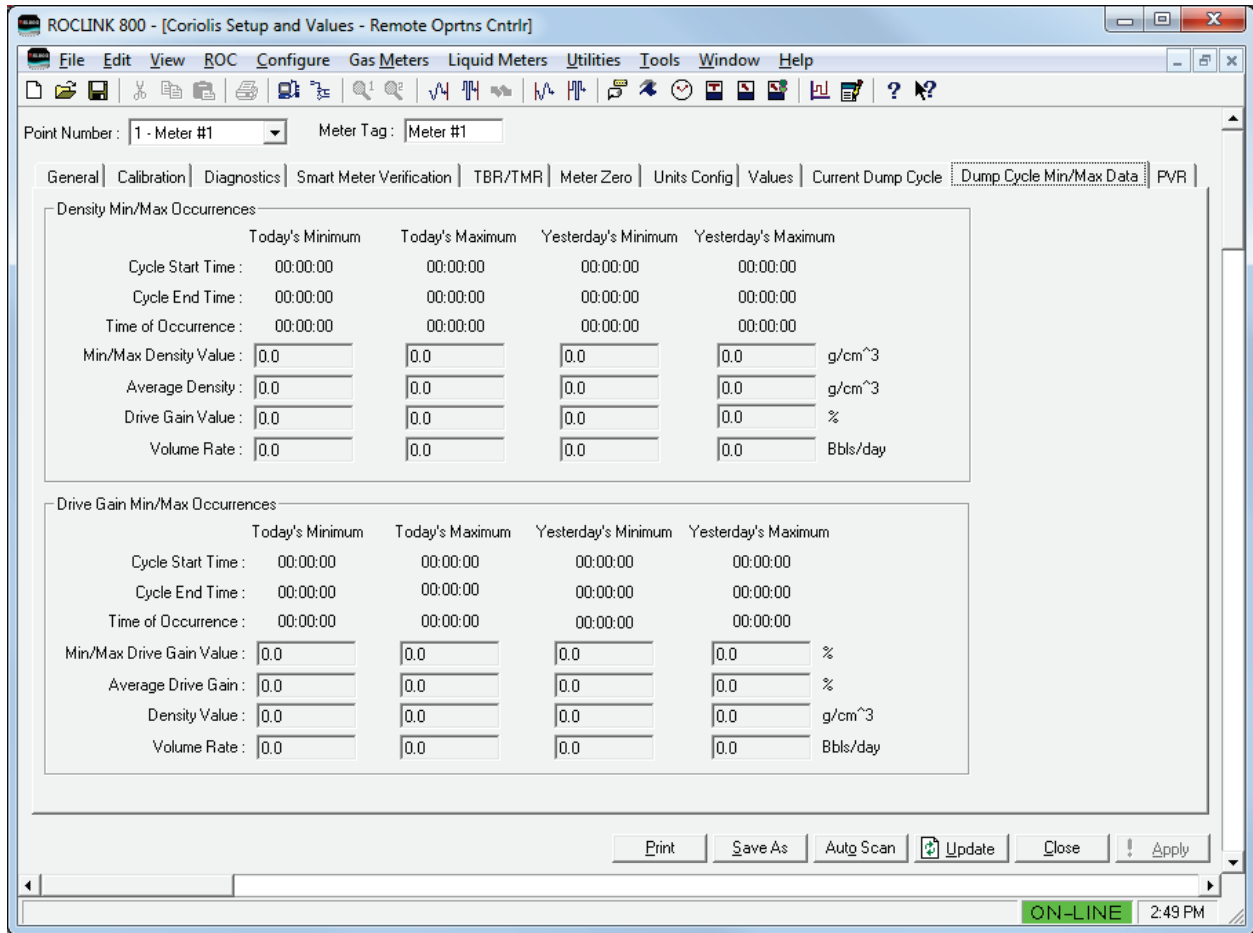 ROCLINK 800 - [Coriolis Setup and Values - Remote Oprtns Cntrlr]
File Edit View ROC Configure Gas Meters Liquid Meters Utilities Tools Window Help
Point Number : 1 - Meter #1 Meter Tag : Meter #1
General Calibration Diagnostics Smart Meter Verification TBR/TMR Meter Zero Units Config Values Current Dump Cycle Dump Cycle Min/Max Data PVR
Density Min/Max Occurrences
Today's Minimum Today's Maximum Yesterday's Minimum Yesterday's Maximum
Cycle Start Time : 00:00:00 00:00:00 00:00:00 00:00:00
Cycle End Time : 00:00:00 00:00:00 00:00:00 00:00:00
Time of Occurrence : 00:00:00 00:00:00 00:00:00 00:00:00
Min/Max Density Value : 0.0 0.0 0.0 0.0 g/cm^3
Average Density : 0.0 0.0 0.0 0.0 g/cm^3
Drive Gain Value : 0.0 0.0 0.0 0.0 %
Volume Rate : 0.0 0.0 0.0 0.0 Bbls/day
Drive Gain Min/Max Occurrences
Today's Minimum Today's Maximum Yesterday's Minimum Yesterday's Maximum
Cycle Start Time : 00:00:00 00:00:00 00:00:00 00:00:00
Cycle End Time : 00:00:00 00:00:00 00:00:00 00:00:00
Time of Occurrence : 00:00:00 00:00:00 00:00:00 00:00:00
Min/Max Drive Gain Value : 0.0 0.0 0.0 0.0 %
Average Drive Gain : 0.0 0.0 0.0 0.0 %
Density Value : 0.0 0.0 0.0 0.0 g/cm^3
Volume Rate : 0.0 0.0 0.0 0.0 Bbls/day
Print Save As Auto Scan Update Close ! Apply
ON-LINE 2:49 PM